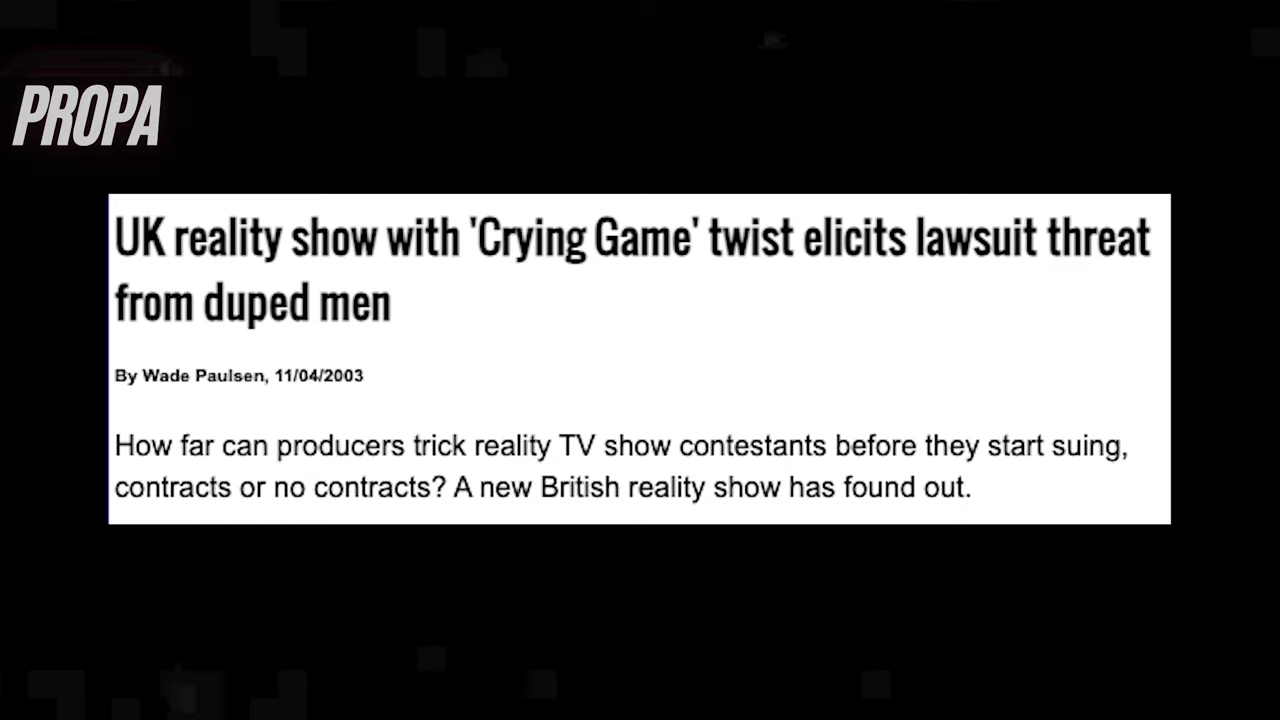 PROPA
UK reality show with 'Crying Game' twist elicits lawsuit threat
from duped men
By Wade Paulsen, 11/04/2003
How far can producers trick reality TV show contestants before they start suing,
contracts or no contracts? A new British reality show has found out.